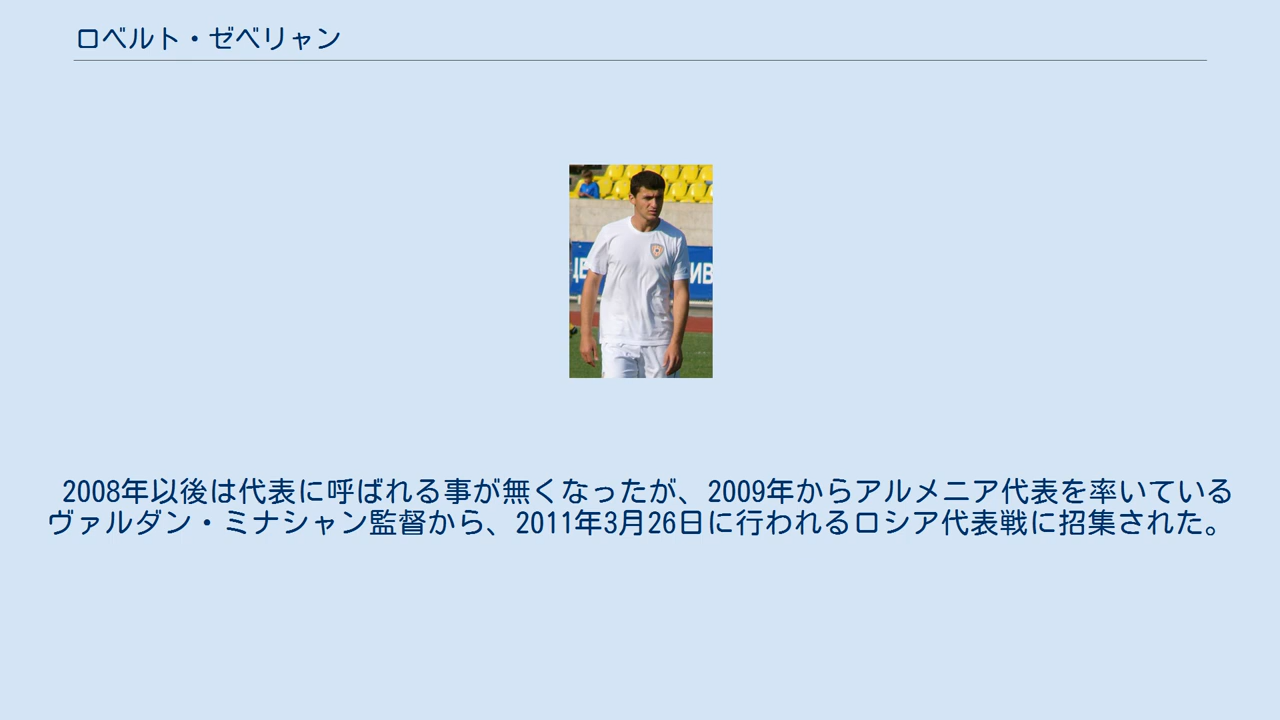 ロベルト・ゼベリャン
ИВ
2008年以後は代表に呼ばれる事が無くなったが、2009年からアルメニア代表を率いている
ヴァルダン・ミナシャン監督から、2011年3月26日に行われるロシア代表戦に招集された。